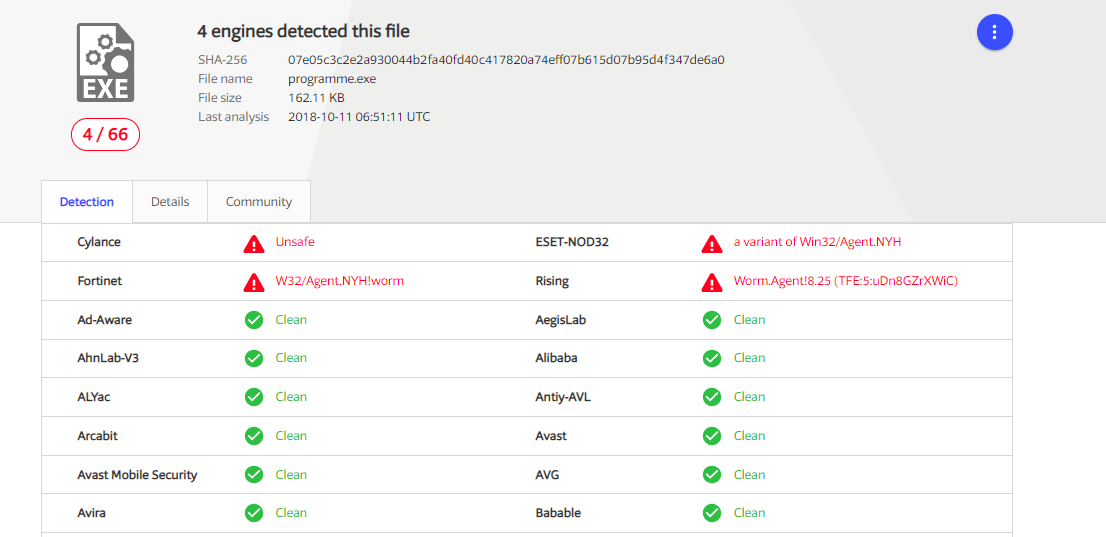 4 engines detected this file
SHA-256 07e05c3c2e2a930044b2fa40fd40c417820a74eff07b615d07b95d4f347de6a0
File name programme.exe
File size 162.11 KB
Last analysis 2018-10-11 06:51:11 UTC
EXE
4 / 66
Detection Details Community
Cylance Unsafe ESET-NOD32 a variant of Win32/Agent.NYH
Fortinet W32/Agent.NYH!worm Rising Worm.Agent!8.25 (TFE:5:uDn8GZrXWiC)
Ad-Aware Clean AegisLab Clean
AhnLab-V3 Clean Alibaba Clean
ALYac Clean Antiy-AVL Clean
Arcabit Clean Avast Clean
Avast Mobile Security Clean AVG Clean
Avira Clean Babable Clean